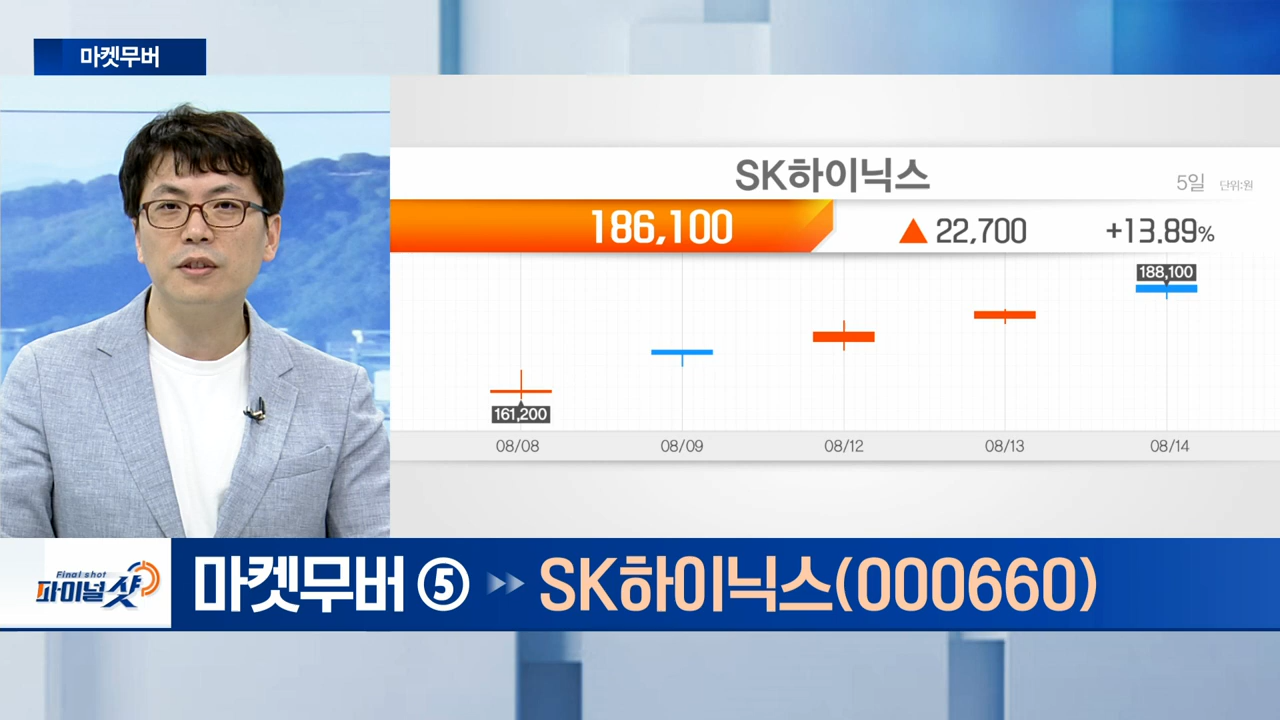 마켓무버
SK하이닉스
5일 단위:원
186,100 ▲ 22,700 +13.89%
188,100
161,200
08/08 08/09 08/12 08/13 08/14
Final shot
파이널샷
마켓무버 ⑤ SK하이닉스(000660)